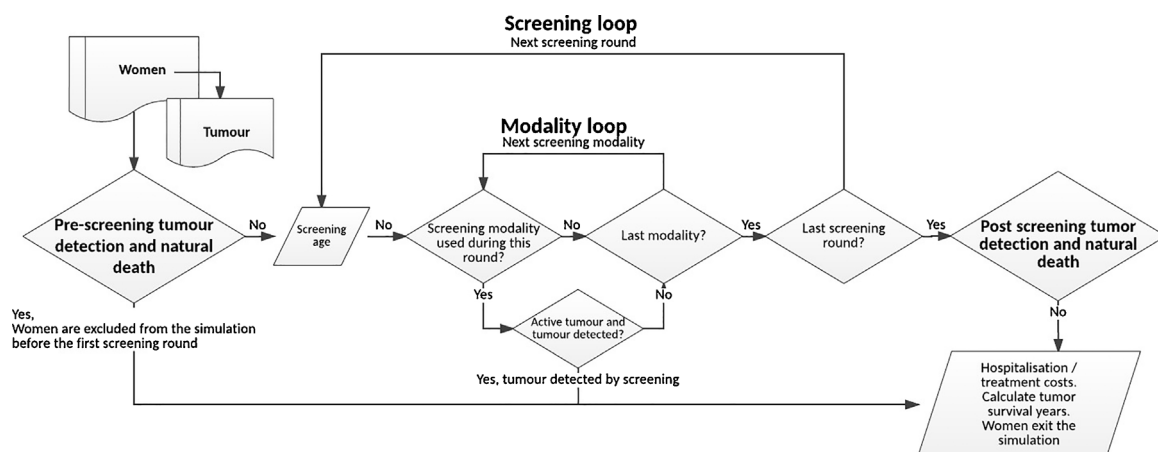 Screening loop
Next screening round
Women
Tumour
Modality loop
Next screening modality
Pre-screening tumour
detection and natural
death
No
Screening
age
No
Screening modality
used during this
round?
No
Last modality?
Yes
Last screening
round?
Yes
Post screening tumor
detection and natural
death
Yes
No
Active tumour and
tumour detected?
No
Yes,
Women are excluded from the simulation
before the first screening round
Yes, tumour detected by screening
Hospitalisation /
treatment costs.
Calculate tumor
survival years.
Women exit the
simulation